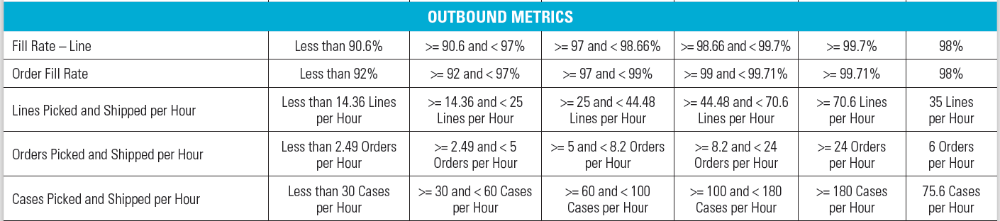 OUTBOUND METRICS
Fill Rate – Line Less than 90.6% >= 90.6 and < 97% >= 97 and < 98.66% >= 98.66 and < 99.7% >= 99.7% 98%
Order Fill Rate Less than 92% >= 92 and < 97% >= 97 and < 99% >= 99 and < 99.71% >= 99.71% 98%
Lines Picked and Shipped per Hour Less than 14.36 Lines per Hour >= 14.36 and < 25 Lines per Hour >= 25 and < 44.48 Lines per Hour >= 44.48 and < 70.6 Lines per Hour >= 70.6 Lines per Hour 35 Lines per Hour
Orders Picked and Shipped per Hour Less than 2.49 Orders per Hour >= 2.49 and < 5 Orders per Hour >= 5 and < 8.2 Orders per Hour >= 8.2 and < 24 Orders per Hour >= 24 Orders per Hour 6 Orders per Hour
Cases Picked and Shipped per Hour Less than 30 Cases per Hour >= 30 and < 60 Cases per Hour >= 60 and < 100 Cases per Hour >= 100 and < 180 Cases per Hour >= 180 Cases per Hour 75.6 Cases per Hour